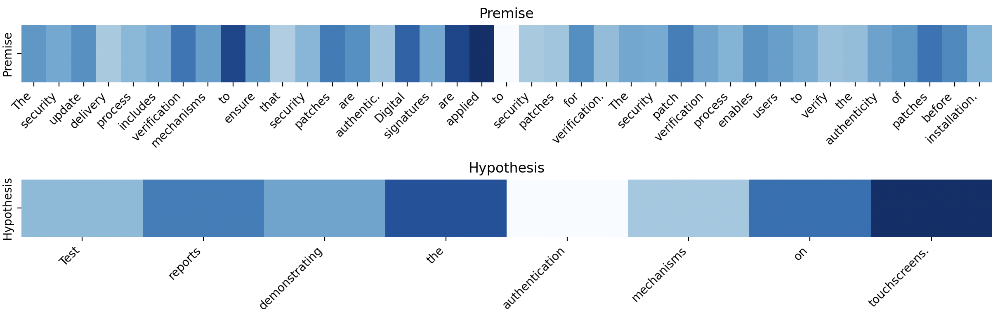 Premise
Premise
The security update delivery process includes verification mechanisms to ensure that security patches are authentic. Digital signatures are applied to security patches for verification. The security patch verification process enables users to verify the authenticity of patches before installation.
Hypothesis
Hypothesis
Test reports demonstrating the authentication mechanisms on touchscreens.